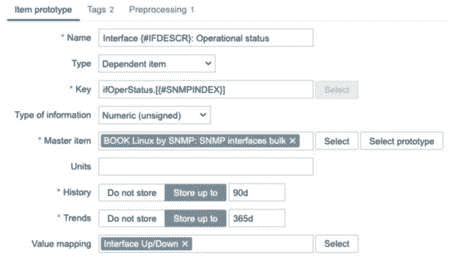 Item prototype Tags 2 Preprocessing 1
* Name Interface {#IFDESCR}: Operational status
Type Dependent item
* Key ifOperStatus.[{#SNMPINDEX}] Select
Type of information Numeric (unsigned)
* Master item BOOK Linux by SNMP: SNMP interfaces bulk × Select Select prototype
Units
* History Do not store Store up to 90d
* Trends Do not store Store up to 365d
Value mapping Interface Up/Down × Select